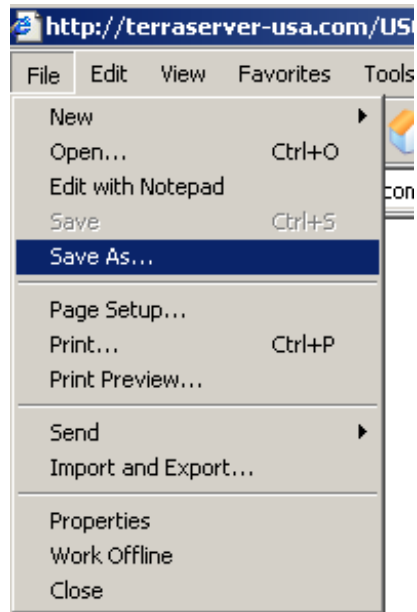 http://terraserver-usa.com/US
File Edit View Favorites Tools
New
Open... Ctrl+O
Edit with Notepad
Save Ctrl+S
Save As...
Page Setup...
Print... Ctrl+P
Print Preview...
Send
Import and Export...
Properties
Work Offline
Close